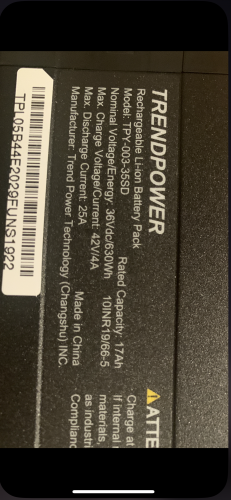 TRENDPOWER
Rechargeable Li-ion Battery Pack
Model: TPY-003-35SD Rated Capacity: 17Ah
Nominal Voltage/Energy: 36Vdc/630Wh 10INR19/66-5
Max. Charge Voltage/Current: 42V/4A
Max. Discharge Current: 25A Made in China
Manufacturer: Trend Power Technology (Changshu) INC.
TPL05B44E2029FUNS1922
ATTE
Charge at
If internal
materials,
as industri
Complianc